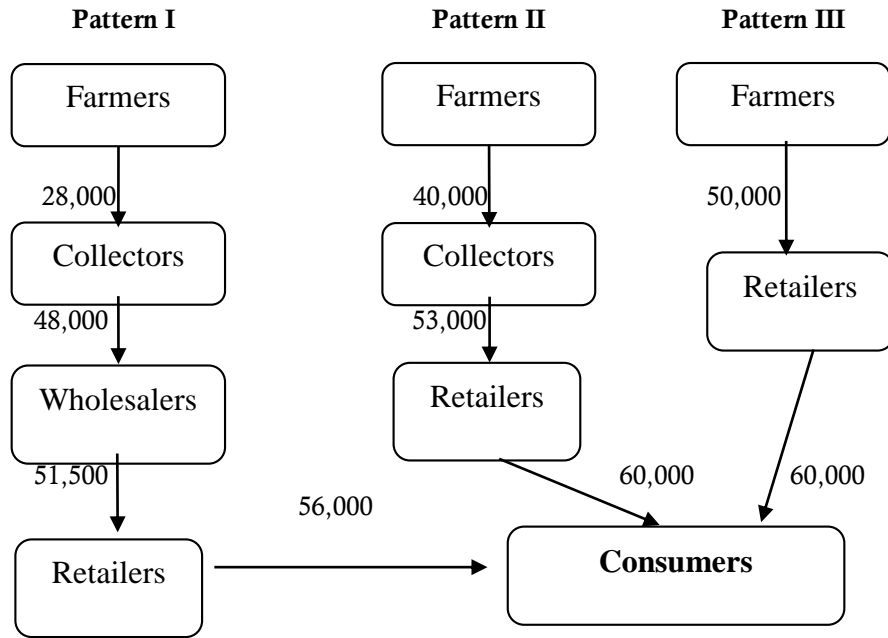 Pattern I
Pattern II
Pattern III
Farmers
Farmers
Farmers
28,000
40,000
50,000
Collectors
Collectors
Retailers
48,000
53,000
Wholesalers
Retailers
51,500
60,000
60,000
56,000
Retailers
Consumers